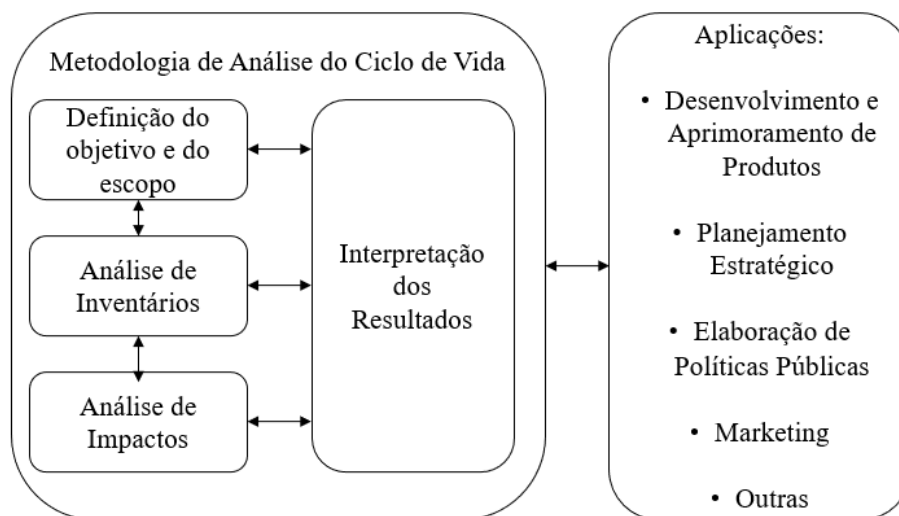 Metodologia de Análise do Ciclo de Vida
Definição do
objetivo e do
escopo
Análise de
Inventários
Análise de
Impactos
Interpretação
dos
Resultados
Aplicações:
• Desenvolvimento e
Aprimoramento de
Produtos
• Planejamento
Estratégico
• Elaboração de
Políticas Públicas
• Marketing
• Outras